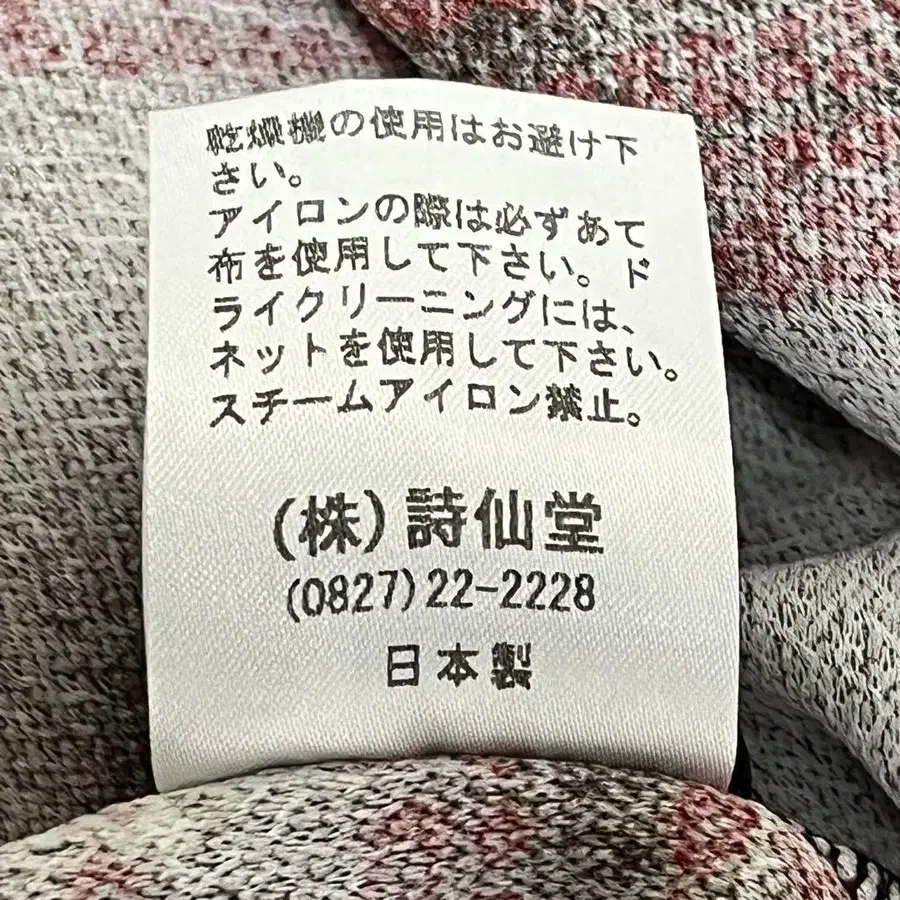 乾燥機の使用はお避け下
さい。
アイロンの際は必ずあて
布を使用して下さい。ド
ライクリーニングには、
ネットを使用して下さい。
スチームアイロン禁止。
(株)詩仙堂
(0827)22-2228
日本製